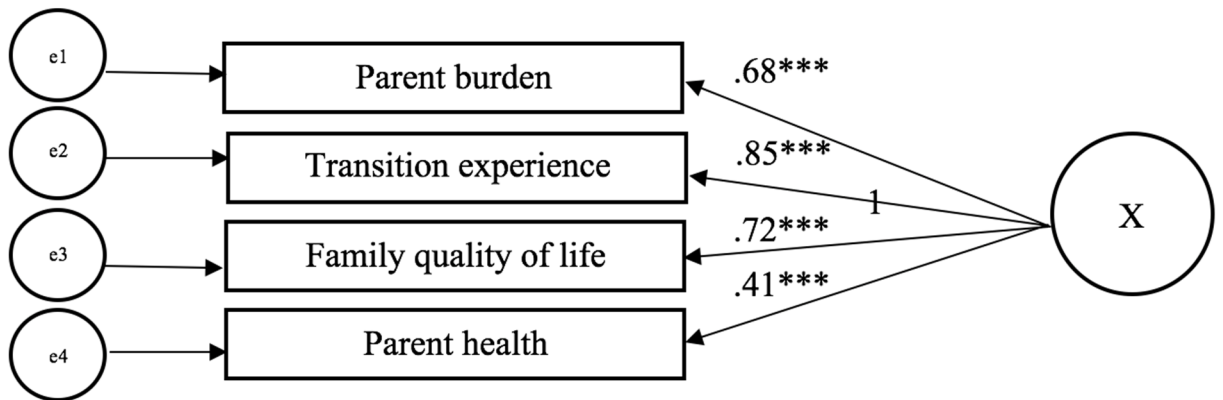 e1
Parent burden
.68***
e2
Transition experience
.85***
1
X
e3
Family quality of life
.72***
e4
Parent health
.41***